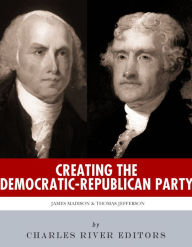 CREATING THE
DEMOCRATIC-REPUBLICAN PARTY
JAMES MADISON & THOMAS JEFFERSON
by
CHARLES RIVER EDITORS